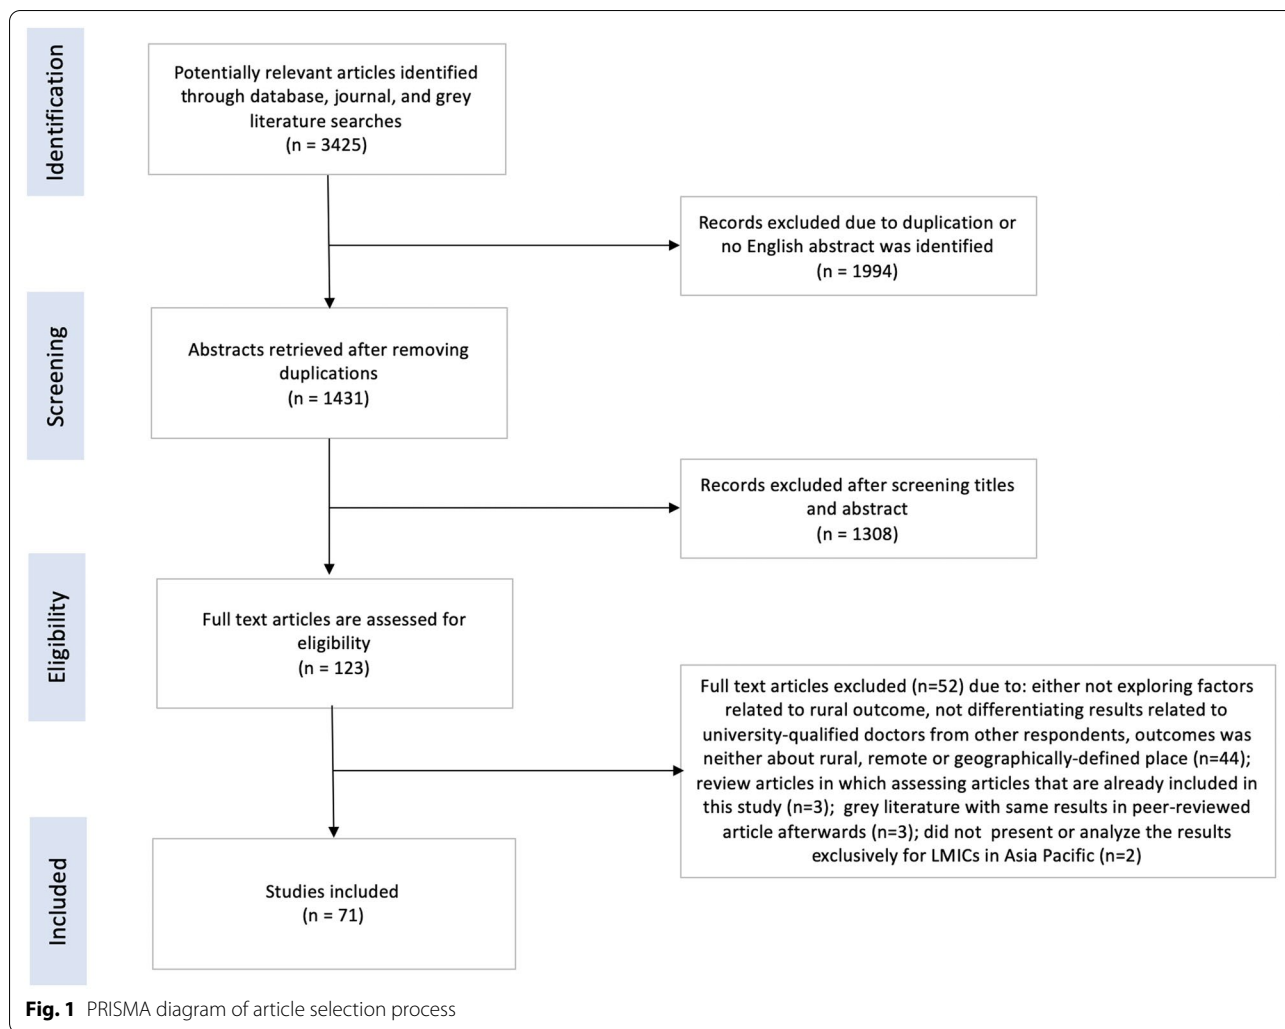 Identification
Potentially relevant articles identified
through database, journal, and grey
literature searches
(n = 3425)
Records excluded due to duplication or
no English abstract was identified
(n = 1994)
Screening
Abstracts retrieved after removing
duplications
(n = 1431)
Records excluded after screening titles
and abstract
(n = 1308)
Eligibility
Full text articles are assessed for
eligibility
(n = 123)
Full text articles excluded (n=52) due to: either not exploring factors
related to rural outcome, not differentiating results related to
university-qualified doctors from other respondents, outcomes was
neither about rural, remote or geographically-defined place (n=44);
review articles in which assessing articles that are already included in
this study (n=3); grey literature with same results in peer-reviewed
article afterwards (n=3); did not present or analyze the results
exclusively for LMICs in Asia Pacific (n=2)
Included
Studies included
(n = 71)
Fig. 1 PRISMA diagram of article selection process